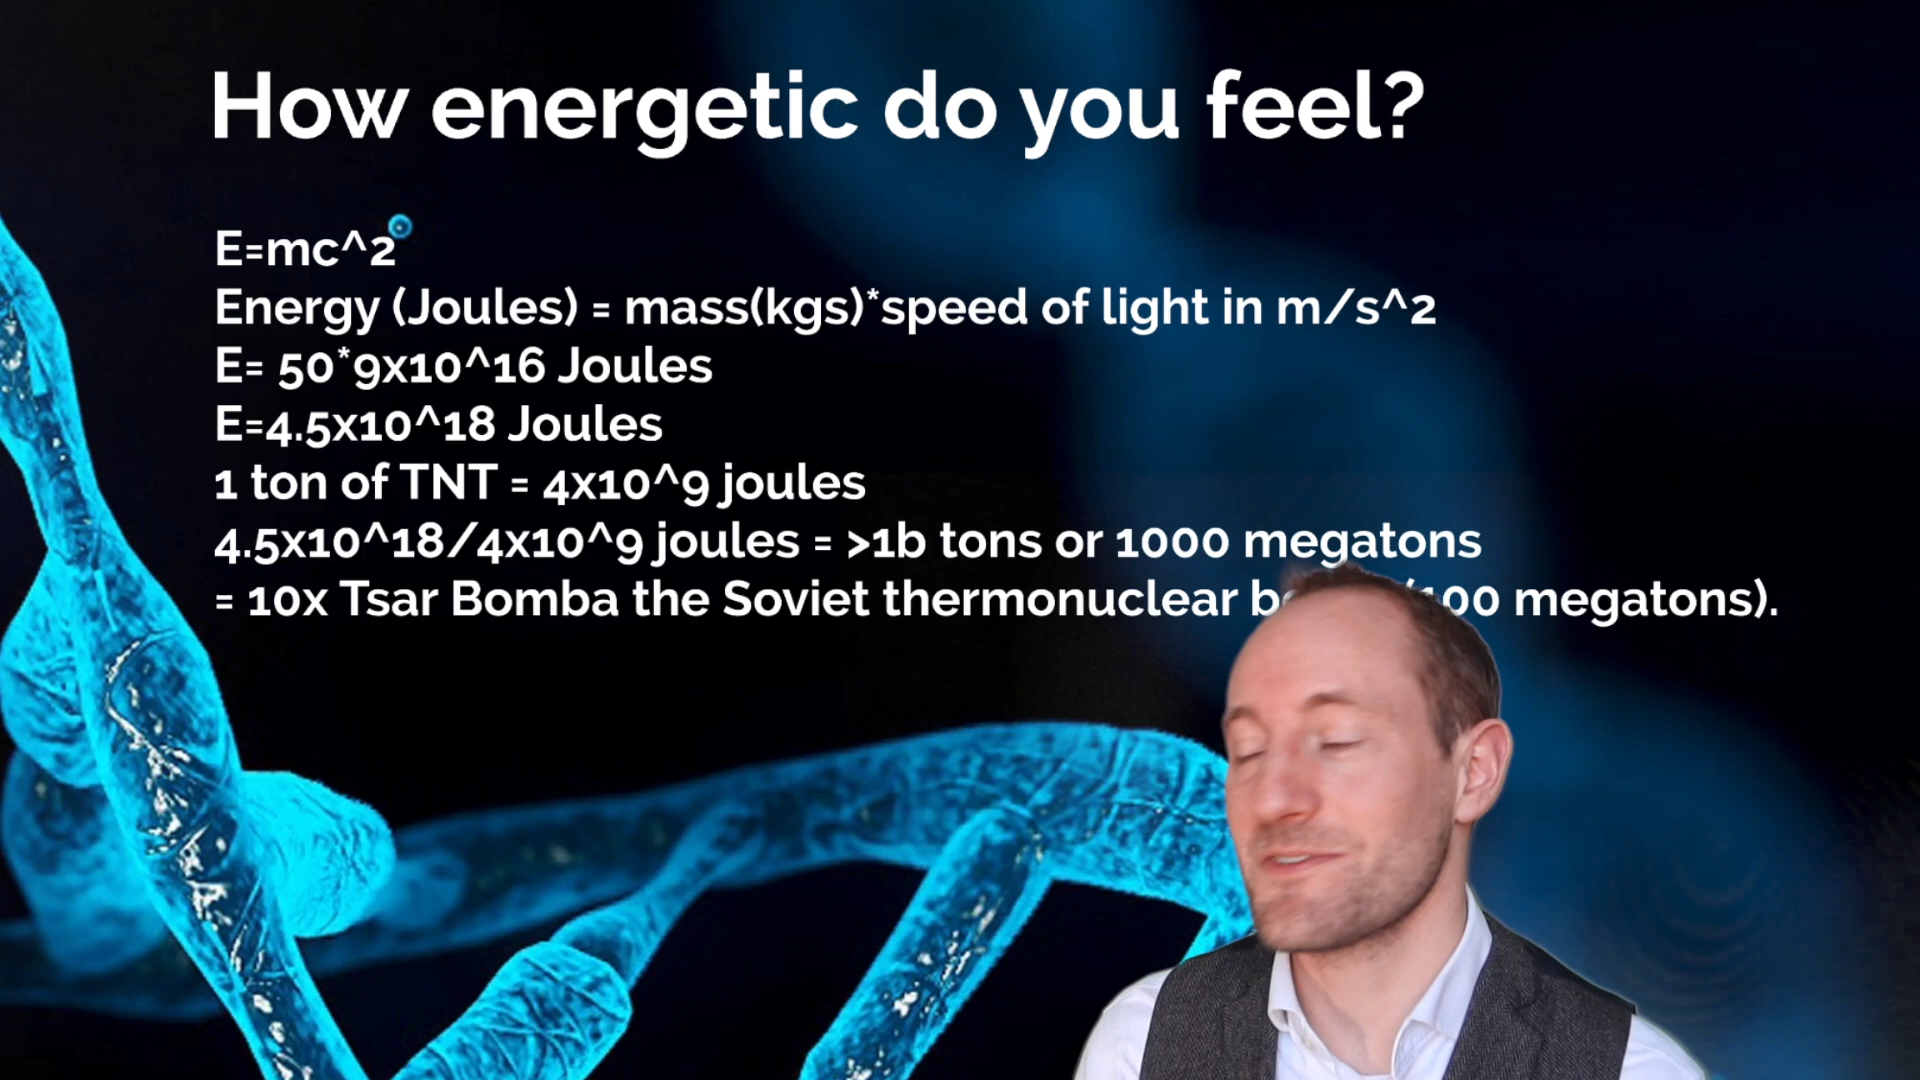 How energetic do you feel?
E=mc^2
Energy (Joules) = mass(kgs)*speed of light in m/s^2
E= 50*9x10^16 Joules
E=4.5x10^18 Joules
1 ton of TNT = 4x10^9 joules
4.5x10^18/4x10^9 joules = >1b tons or 1000 megatons
= 10x Tsar Bomba the Soviet thermonuclear megatons).